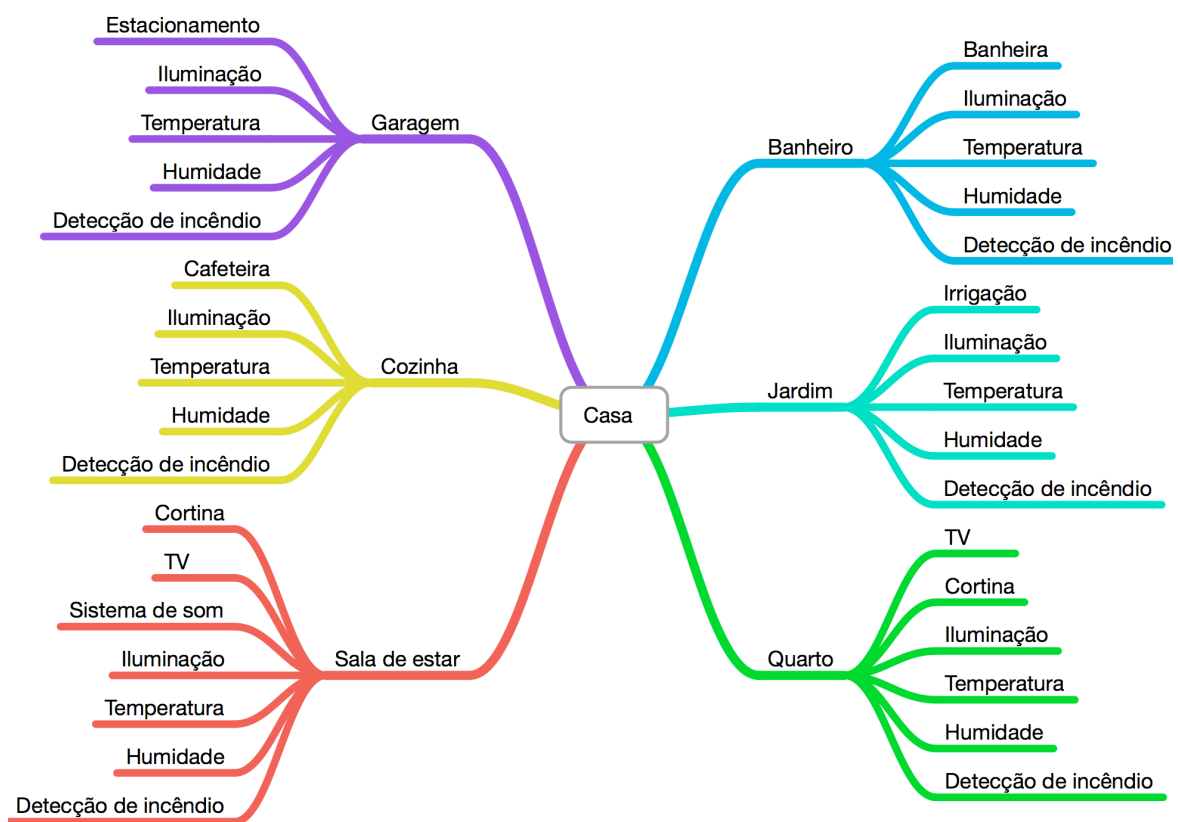 Estacionamento
Iluminação
Temperatura
Humidade
Detecção de incêndio
Garagem
Cafeteira
Iluminação
Temperatura
Humidade
Detecção de incêndio
Cozinha
Cortina
TV
Sistema de som
Iluminação
Temperatura
Humidade
Detecção de incêndio
Sala de estar
Casa
Banheiro
Banheira
Iluminação
Temperatura
Humidade
Detecção de incêndio
Jardim
Irrigação
Iluminação
Temperatura
Humidade
Detecção de incêndio
Quarto
TV
Cortina
Iluminação
Temperatura
Humidade
Detecção de incêndio